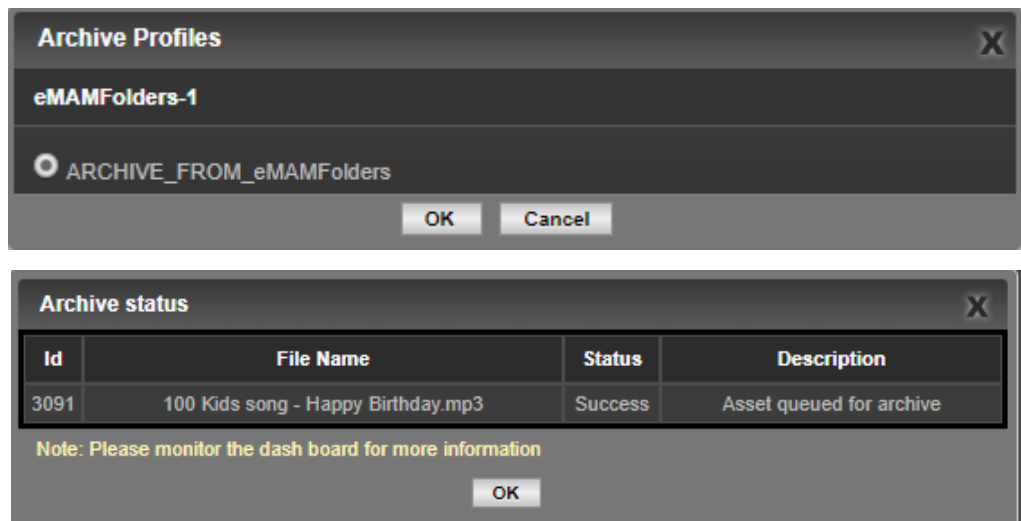 Archive Profiles
X
eMAMFolders-1
ARCHIVE_FROM_eMAMFolders
OK Cancel
Archive status
X
Id File Name Status Description
3091 100 Kids song - Happy Birthday.mp3 Success Asset queued for archive
Note: Please monitor the dash board for more information
OK